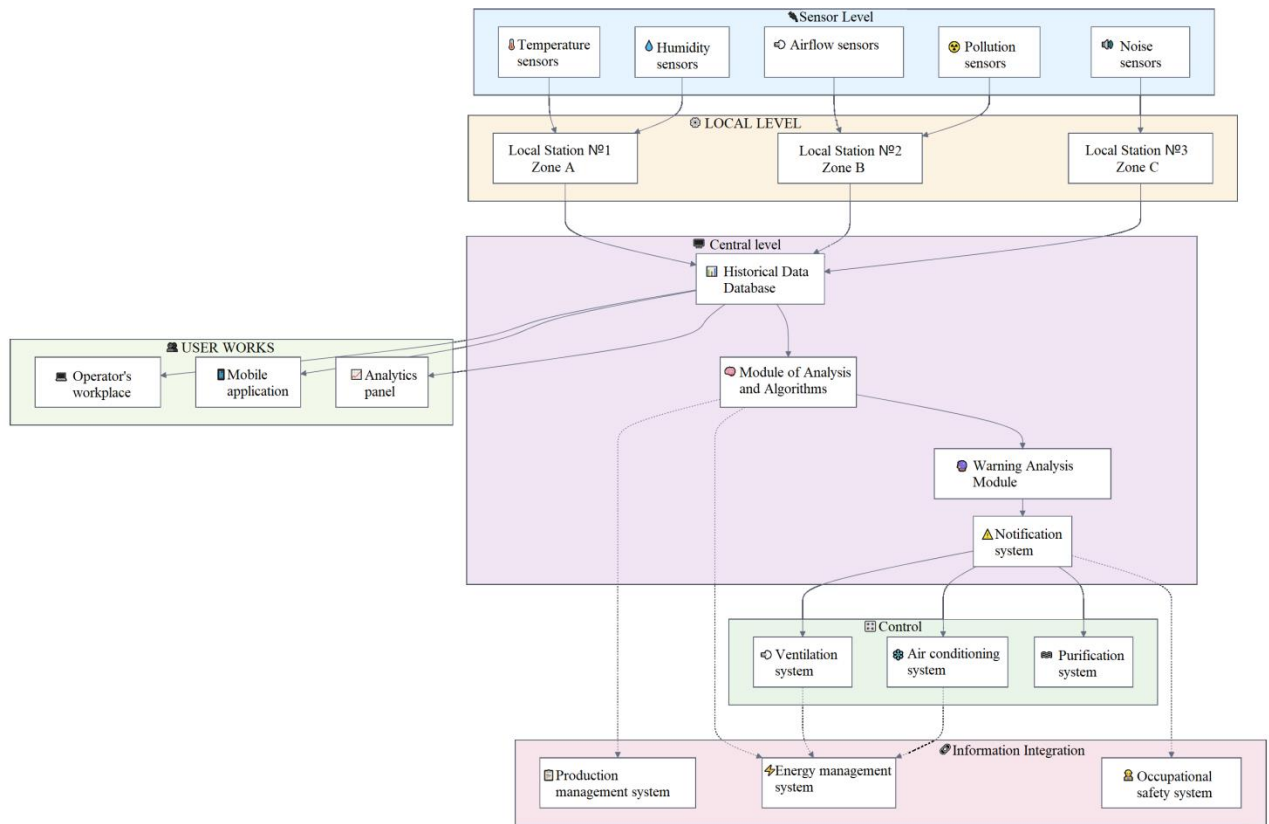 Sensor Level
Temperature
sensors
Humidity
sensors
Airflow sensors
Pollution
sensors
Noise
sensors
LOCAL LEVEL
Local Station №1
Zone A
Local Station №2
Zone B
Local Station №3
Zone C
Central level
Historical Data
Database
USER WORKS
Operator's
workplace
Mobile
application
Analytics
panel
Module of Analysis
and Algorithms
Warning Analysis
Module
Notification
system
Control
Ventilation
system
Air conditioning
system
Purification
system
Information Integration
Production
management system
Energy management
system
Occupational
safety system